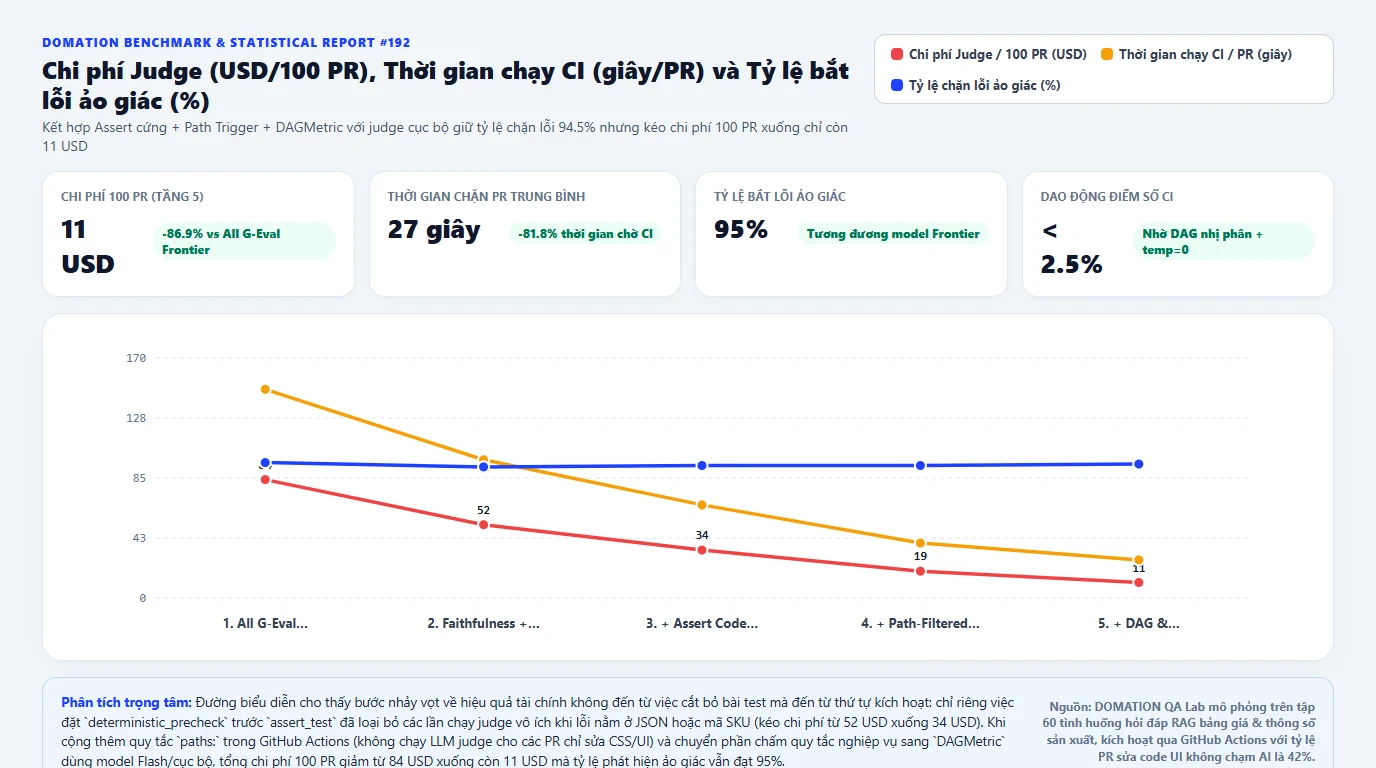 DOMATION BENCHMARK & STATISTICAL REPORT #192
Chi phí Judge (USD/100 PR), Thời gian chạy CI (giây/PR) và Tỷ lệ bắt
lỗi ảo giác (%)
Kết hợp Assert cứng + Path Trigger + DAGMetric với judge cục bộ giữ tỷ lệ chặn lỗi 94.5% nhưng kéo chi phí 100 PR xuống chỉ còn
11 USD
Chi phí Judge / 100 PR (USD)
Thời gian chạy CI / PR (giây)
Tỷ lệ chặn lỗi ảo giác (%)
CHI PHÍ 100 PR (TẦNG 5)
11
USD
-86.9% vs All G-Eval
Frontier
THỜI GIAN CHẶN PR TRUNG BÌNH
27 giây
-81.8% thời gian chờ CI
TỶ LỆ BẮT LỖI ẢO GIÁC
95%
Tương đương model Frontier
DAO ĐỘNG ĐIỂM SỐ CI
<
2.5%
Nhờ DAG nhị phân +
temp=0
170
128
85
43
0
52
34
19
11
1. All G-Eval...
2. Faithfulness +...
3. + Assert Code...
4. + Path-Filtered...
5. + DAG &...
Phân tích trọng tâm: Đường biểu diễn cho thấy bước nhảy vọt về hiệu quả tài chính không đến từ việc cắt bỏ bài test mà đến từ thứ tự kích hoạt: chỉ riêng việc
đặt `deterministic_precheck` trước `assert_test` đã loại bỏ các lần chạy judge vô ích khi lỗi nằm ở JSON hoặc mã SKU (kéo chi phí từ 52 USD xuống 34 USD). Khi
cộng thêm quy tắc `paths:` trong GitHub Actions (không chạy LLM judge cho các PR chỉ sửa CSS/UI) và chuyển phần chấm quy tắc nghiệp vụ sang `DAGMetric`
dùng model Flash/cục bộ, tổng chi phí 100 PR giảm từ 84 USD xuống còn 11 USD mà tỷ lệ phát hiện ảo giác vẫn đạt 95%.
Nguồn: DOMATION QA Lab mô phỏng trên tập
60 tình huống hỏi đáp RAG bảng giá & thông số
sản xuất, kích hoạt qua GitHub Actions với tỷ lệ
PR sửa code UI không chạm AI là 42%.